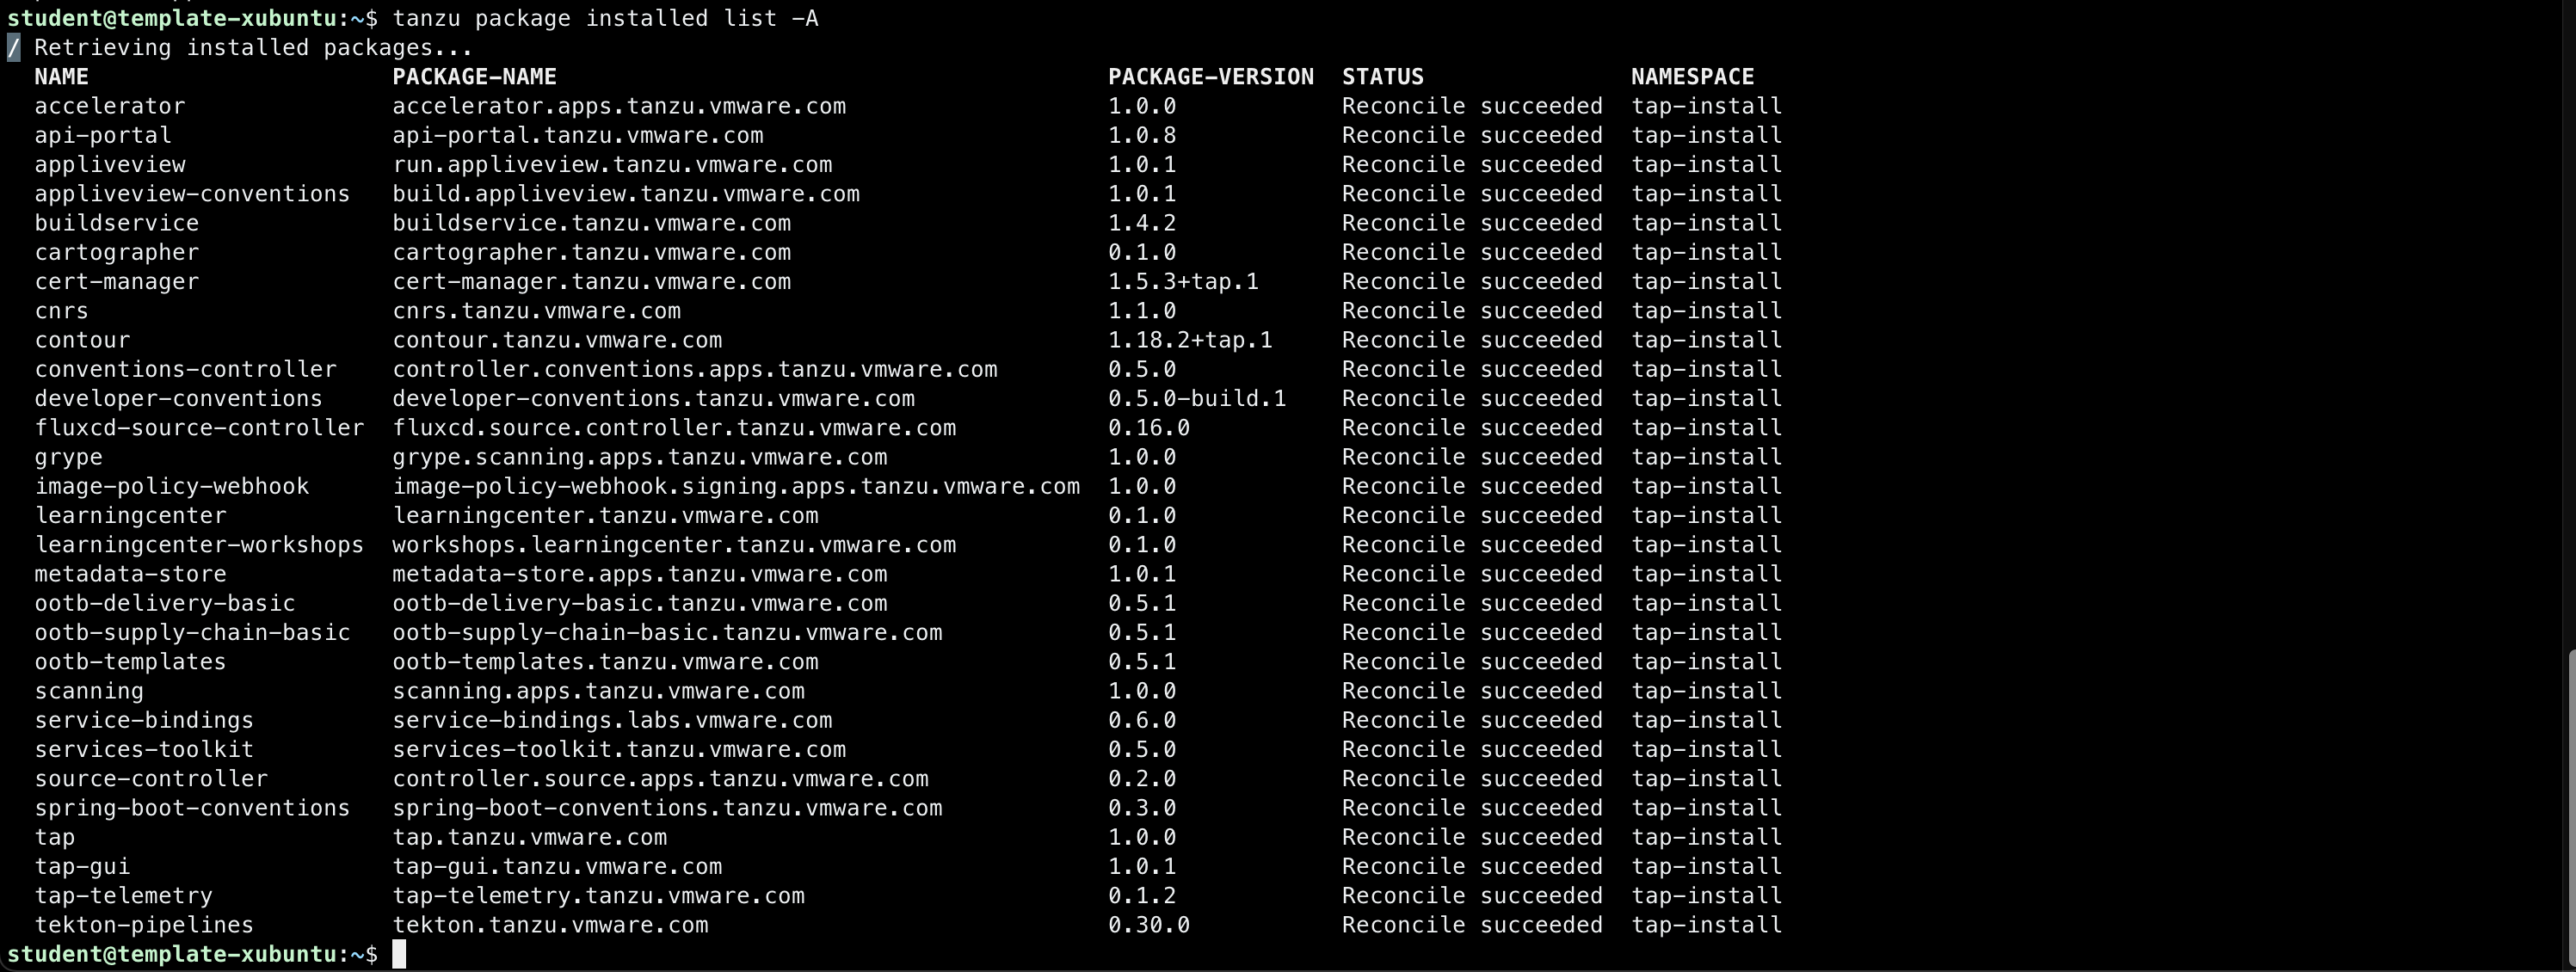 student@template-xubuntu:~$ tanzu package installed list -A
/ Retrieving installed packages...
NAME PACKAGE-NAME PACKAGE-VERSION STATUS NAMESPACE
accelerator accelerator.apps.tanzu.vmware.com 1.0.0 Reconcile succeeded tap-install
api-portal api-portal.tanzu.vmware.com 1.0.8 Reconcile succeeded tap-install
appliveview run.appliveview.tanzu.vmware.com 1.0.1 Reconcile succeeded tap-install
appliveview-conventions build.appliveview.tanzu.vmware.com 1.0.1 Reconcile succeeded tap-install
buildservice buildservice.tanzu.vmware.com 1.4.2 Reconcile succeeded tap-install
cartographer cartographer.tanzu.vmware.com 0.1.0 Reconcile succeeded tap-install
cert-manager cert-manager.tanzu.vmware.com 1.5.3+tap.1 Reconcile succeeded tap-install
cnrs cnrs.tanzu.vmware.com 1.1.0 Reconcile succeeded tap-install
contour contour.tanzu.vmware.com 1.18.2+tap.1 Reconcile succeeded tap-install
conventions-controller controller.conventions.apps.tanzu.vmware.com 0.5.0 Reconcile succeeded tap-install
developer-conventions developer-conventions.tanzu.vmware.com 0.5.0-build.1 Reconcile succeeded tap-install
fluxcd-source-controller fluxcd.source.controller.tanzu.vmware.com 0.16.0 Reconcile succeeded tap-install
grype grype.scanning.apps.tanzu.vmware.com 1.0.0 Reconcile succeeded tap-install
image-policy-webhook image-policy-webhook.signing.apps.tanzu.vmware.com 1.0.0 Reconcile succeeded tap-install
learningcenter learningcenter.tanzu.vmware.com 0.1.0 Reconcile succeeded tap-install
learningcenter-workshops workshops.learningcenter.tanzu.vmware.com 0.1.0 Reconcile succeeded tap-install
metadata-store metadata-store.apps.tanzu.vmware.com 1.0.1 Reconcile succeeded tap-install
ootb-delivery-basic ootb-delivery-basic.tanzu.vmware.com 0.5.1 Reconcile succeeded tap-install
ootb-supply-chain-basic ootb-supply-chain-basic.tanzu.vmware.com 0.5.1 Reconcile succeeded tap-install
ootb-templates ootb-templates.tanzu.vmware.com 0.5.1 Reconcile succeeded tap-install
scanning scanning.apps.tanzu.vmware.com 1.0.0 Reconcile succeeded tap-install
service-bindings service-bindings.labs.vmware.com 0.6.0 Reconcile succeeded tap-install
services-toolkit services-toolkit.tanzu.vmware.com 0.5.0 Reconcile succeeded tap-install
source-controller controller.source.apps.tanzu.vmware.com 0.2.0 Reconcile succeeded tap-install
spring-boot-conventions spring-boot-conventions.tanzu.vmware.com 0.3.0 Reconcile succeeded tap-install
tap tap.tanzu.vmware.com 1.0.0 Reconcile succeeded tap-install
tap-gui tap-gui.tanzu.vmware.com 1.0.1 Reconcile succeeded tap-install
tap-telemetry tap-telemetry.tanzu.vmware.com 0.1.2 Reconcile succeeded tap-install
tekton-pipelines tekton.tanzu.vmware.com 0.30.0 Reconcile succeeded tap-install
student@template-xubuntu:~$